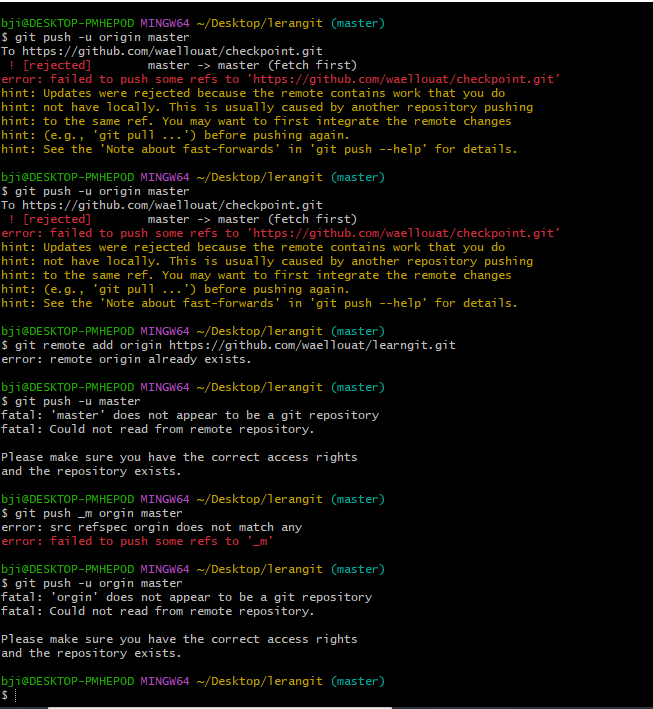 bji@DESKTOP-PMHEPOD MINGW64 ~/Desktop/lerangit (master)
$ git push -u origin master
To https://github.com/waellouat/checkpoint.git
 ! [rejected]        master -> master (fetch first)
error: failed to push some refs to 'https://github.com/waellouat/checkpoint.git'
hint: Updates were rejected because the remote contains work that you do
hint: not have locally. This is usually caused by another repository pushing
hint: to the same ref. You may want to first integrate the remote changes
hint: (e.g., 'git pull ...') before pushing again.
hint: See the 'Note about fast-forwards' in 'git push --help' for details.

bji@DESKTOP-PMHEPOD MINGW64 ~/Desktop/lerangit (master)
$ git push -u origin master
To https://github.com/waellouat/checkpoint.git
 ! [rejected]        master -> master (fetch first)
error: failed to push some refs to 'https://github.com/waellouat/checkpoint.git'
hint: Updates were rejected because the remote contains work that you do
hint: not have locally. This is usually caused by another repository pushing
hint: to the same ref. You may want to first integrate the remote changes
hint: (e.g., 'git pull ...') before pushing again.
hint: See the 'Note about fast-forwards' in 'git push --help' for details.

bji@DESKTOP-PMHEPOD MINGW64 ~/Desktop/lerangit (master)
$ git remote add origin https://github.com/waellouat/learngit.git
error: remote origin already exists.

bji@DESKTOP-PMHEPOD MINGW64 ~/Desktop/lerangit (master)
$ git push -u master
fatal: 'master' does not appear to be a git repository
fatal: Could not read from remote repository.

Please make sure you have the correct access rights
and the repository exists.

bji@DESKTOP-PMHEPOD MINGW64 ~/Desktop/lerangit (master)
$ git push _m orgin master
error: src refspec orgin does not match any
error: failed to push some refs to '_m'

bji@DESKTOP-PMHEPOD MINGW64 ~/Desktop/lerangit (master)
$ git push -u orgin master
fatal: 'orgin' does not appear to be a git repository
fatal: Could not read from remote repository.

Please make sure you have the correct access rights
and the repository exists.

bji@DESKTOP-PMHEPOD MINGW64 ~/Desktop/lerangit (master)
$